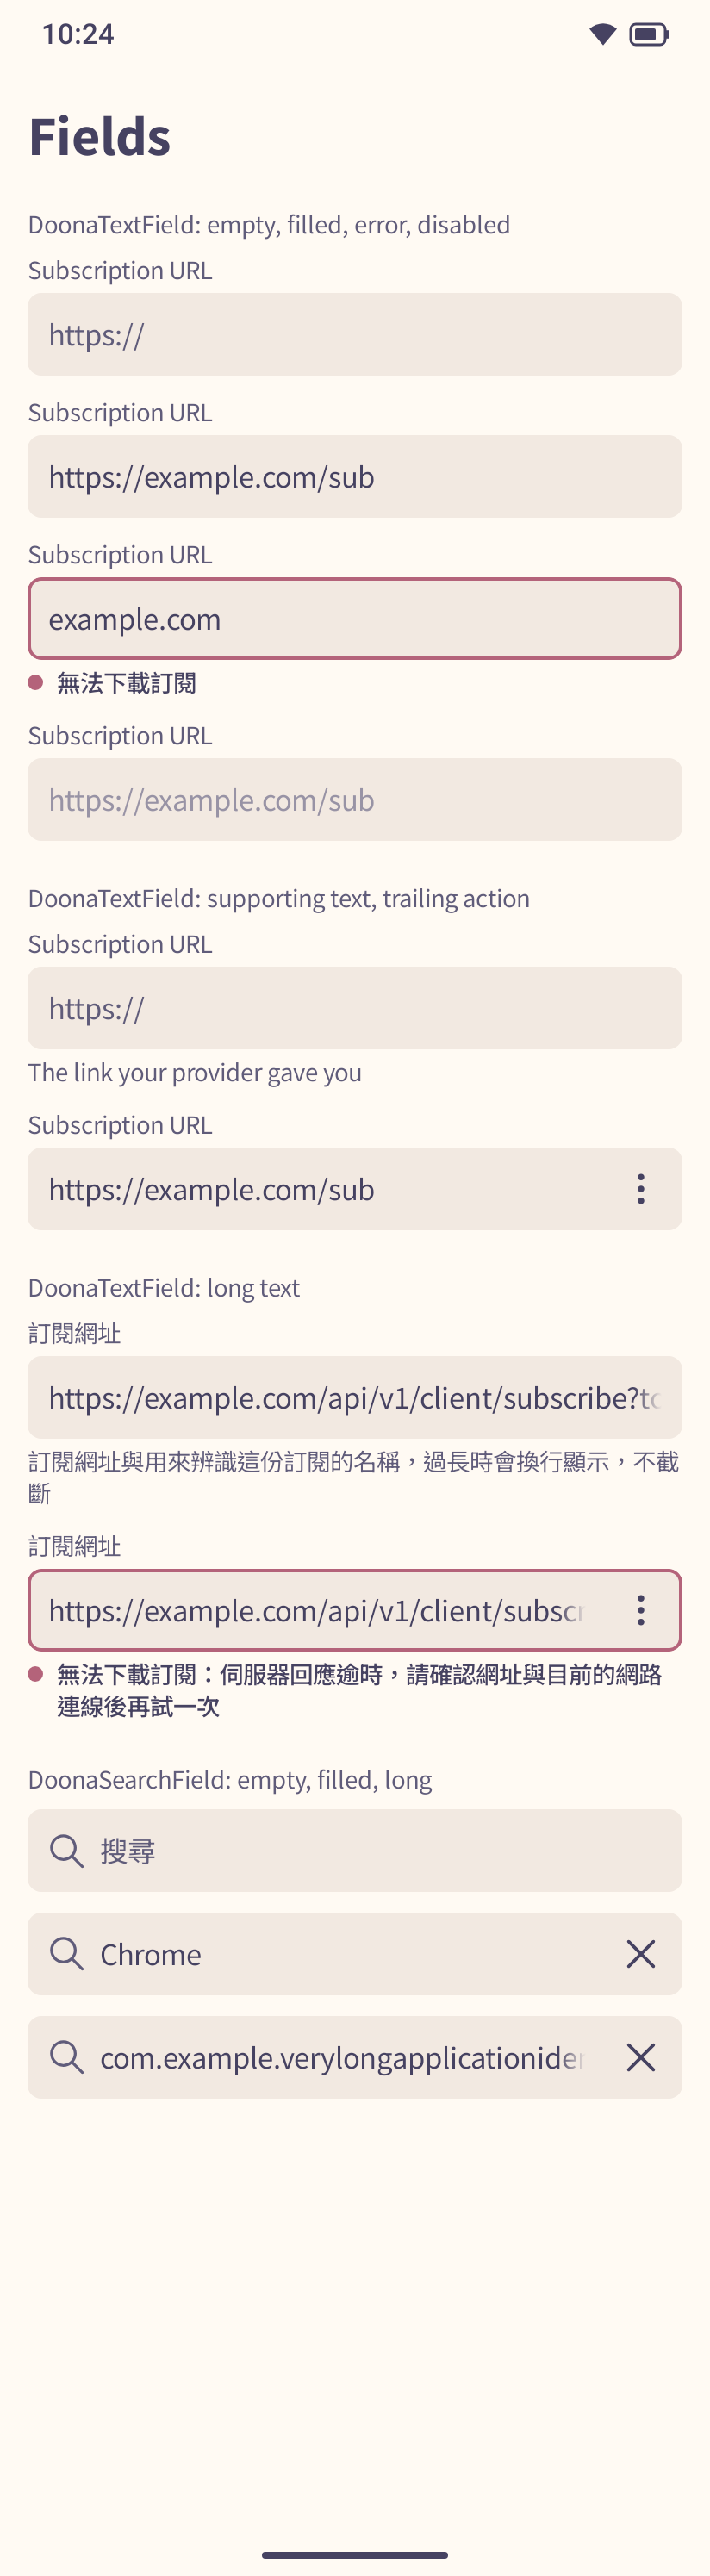 10:24
Fields
DoonaTextField: empty, filled, error, disabled
Subscription URL
https://
Subscription URL
https://example.com/sub
Subscription URL
example.com
無法下載訂閱
Subscription URL
https://example.com/sub
DoonaTextField: supporting text, trailing action
Subscription URL
https://
The link your provider gave you
Subscription URL
https://example.com/sub
DoonaTextField: long text
訂閱網址
https://example.com/api/v1/client/subscribe?to
訂閱網址與用來辨識這份訂閱的名稱，過長時會換行顯示，不截
斷
訂閱網址
https://example.com/api/v1/client/subscr
無法下載訂閱：伺服器回應逾時，請確認網址與目前的網路
連線後再試一次
DoonaSearchField: empty, filled, long
搜尋
Chrome
com.example.verylongapplicationiden